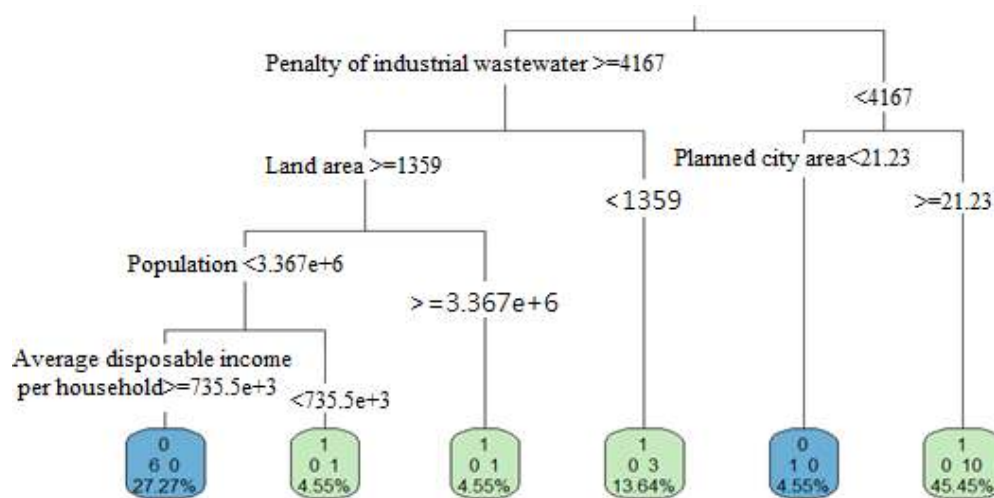 Penalty of industrial wastewater >=4167
<4167
Land area >=1359
Planned city area<21.23
<1359
>=21.23
Population <3.367e+6
>=3.367e+6
Average disposable income
per household>=735.5e+3
<735.5e+3
0
6 0
27.27%
1
0 1
4.55%
1
0 1
4.55%
1
0 3
13.64%
0
1 0
4.55%
1
0 10
45.45%